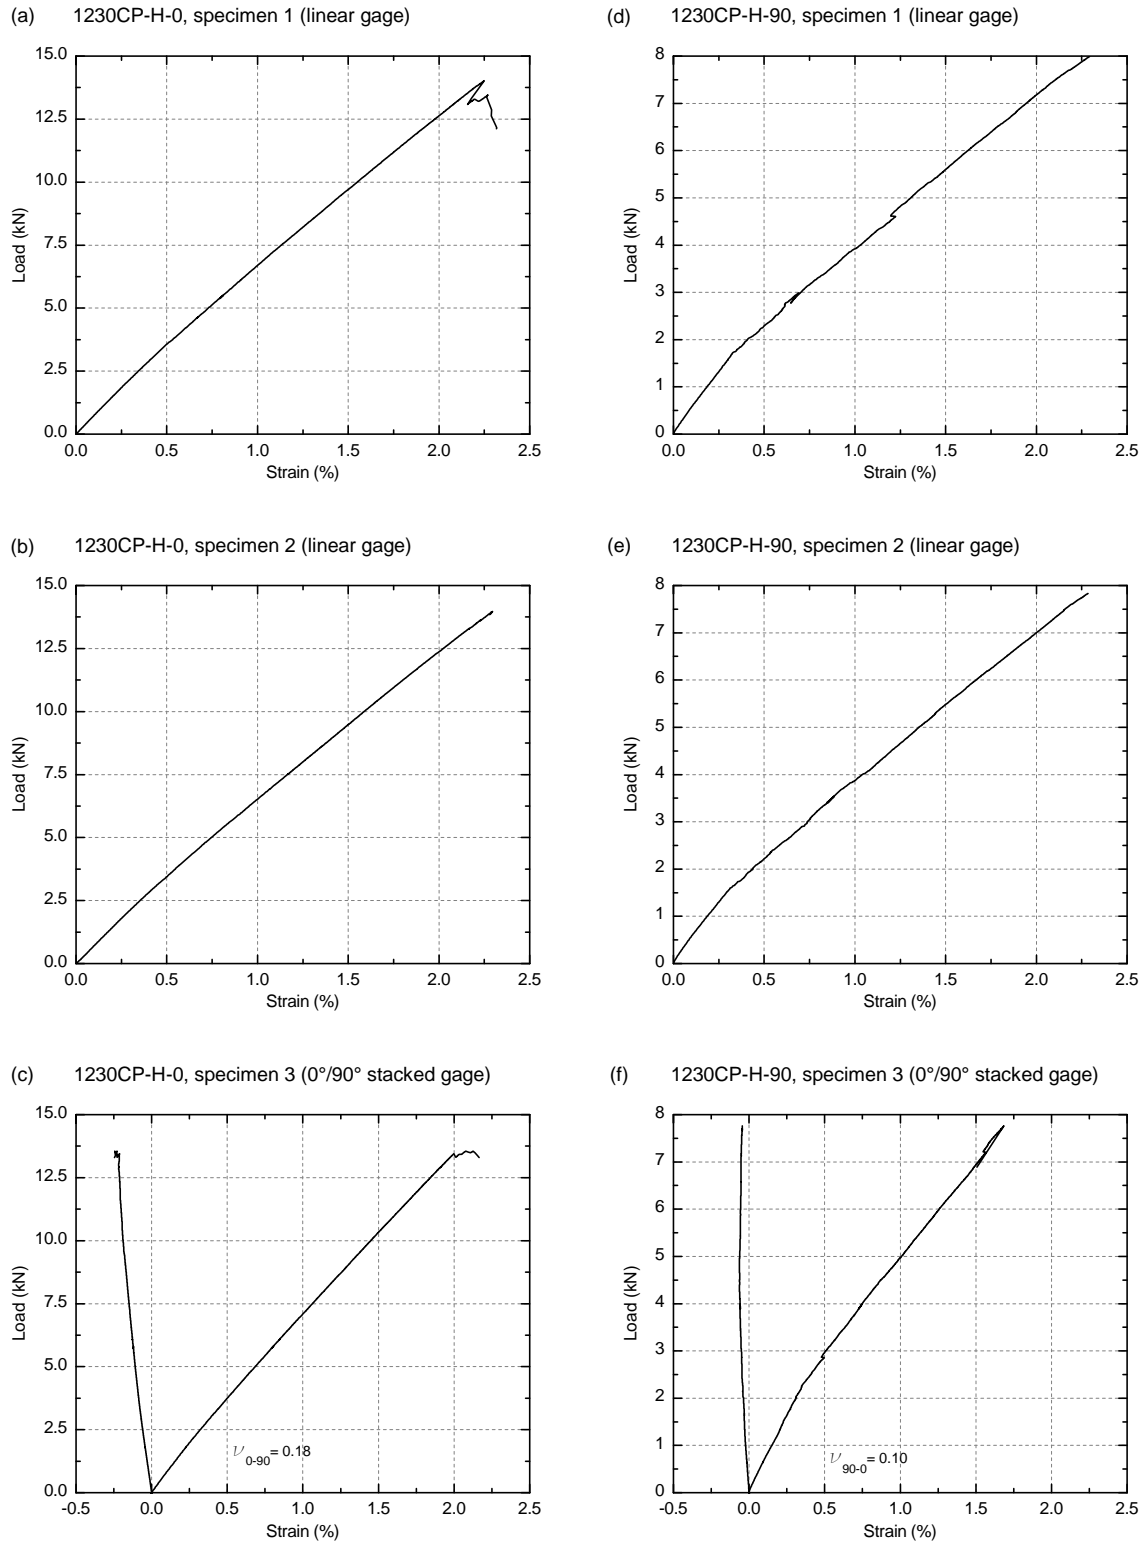 (a) 1230CP-H-0, specimen 1 (linear gage)
15.0
12.5
10.0
7.5
5.0
2.5
0.0
Load (kN)
0.0 0.5 1.0 1.5 2.0 2.5
Strain (%)
(d) 1230CP-H-90, specimen 1 (linear gage)
8
7
6
5
4
3
2
1
0
Load (kN)
0.0 0.5 1.0 1.5 2.0 2.5
Strain (%)
(b) 1230CP-H-0, specimen 2 (linear gage)
15.0
12.5
10.0
7.5
5.0
2.5
0.0
Load (kN)
0.0 0.5 1.0 1.5 2.0 2.5
Strain (%)
(e) 1230CP-H-90, specimen 2 (linear gage)
8
7
6
5
4
3
2
1
0
Load (kN)
0.0 0.5 1.0 1.5 2.0 2.5
Strain (%)
(c) 1230CP-H-0, specimen 3 (0°/90° stacked gage)
15.0
12.5
10.0
7.5
5.0
2.5
0.0
Load (kN)
ν0-90= 0.18
-0.5 0.0 0.5 1.0 1.5 2.0 2.5
Strain (%)
(f) 1230CP-H-90, specimen 3 (0°/90° stacked gage)
8
7
6
5
4
3
2
1
0
Load (kN)
ν90-0= 0.10
-0.5 0.0 0.5 1.0 1.5 2.0 2.5
Strain (%)